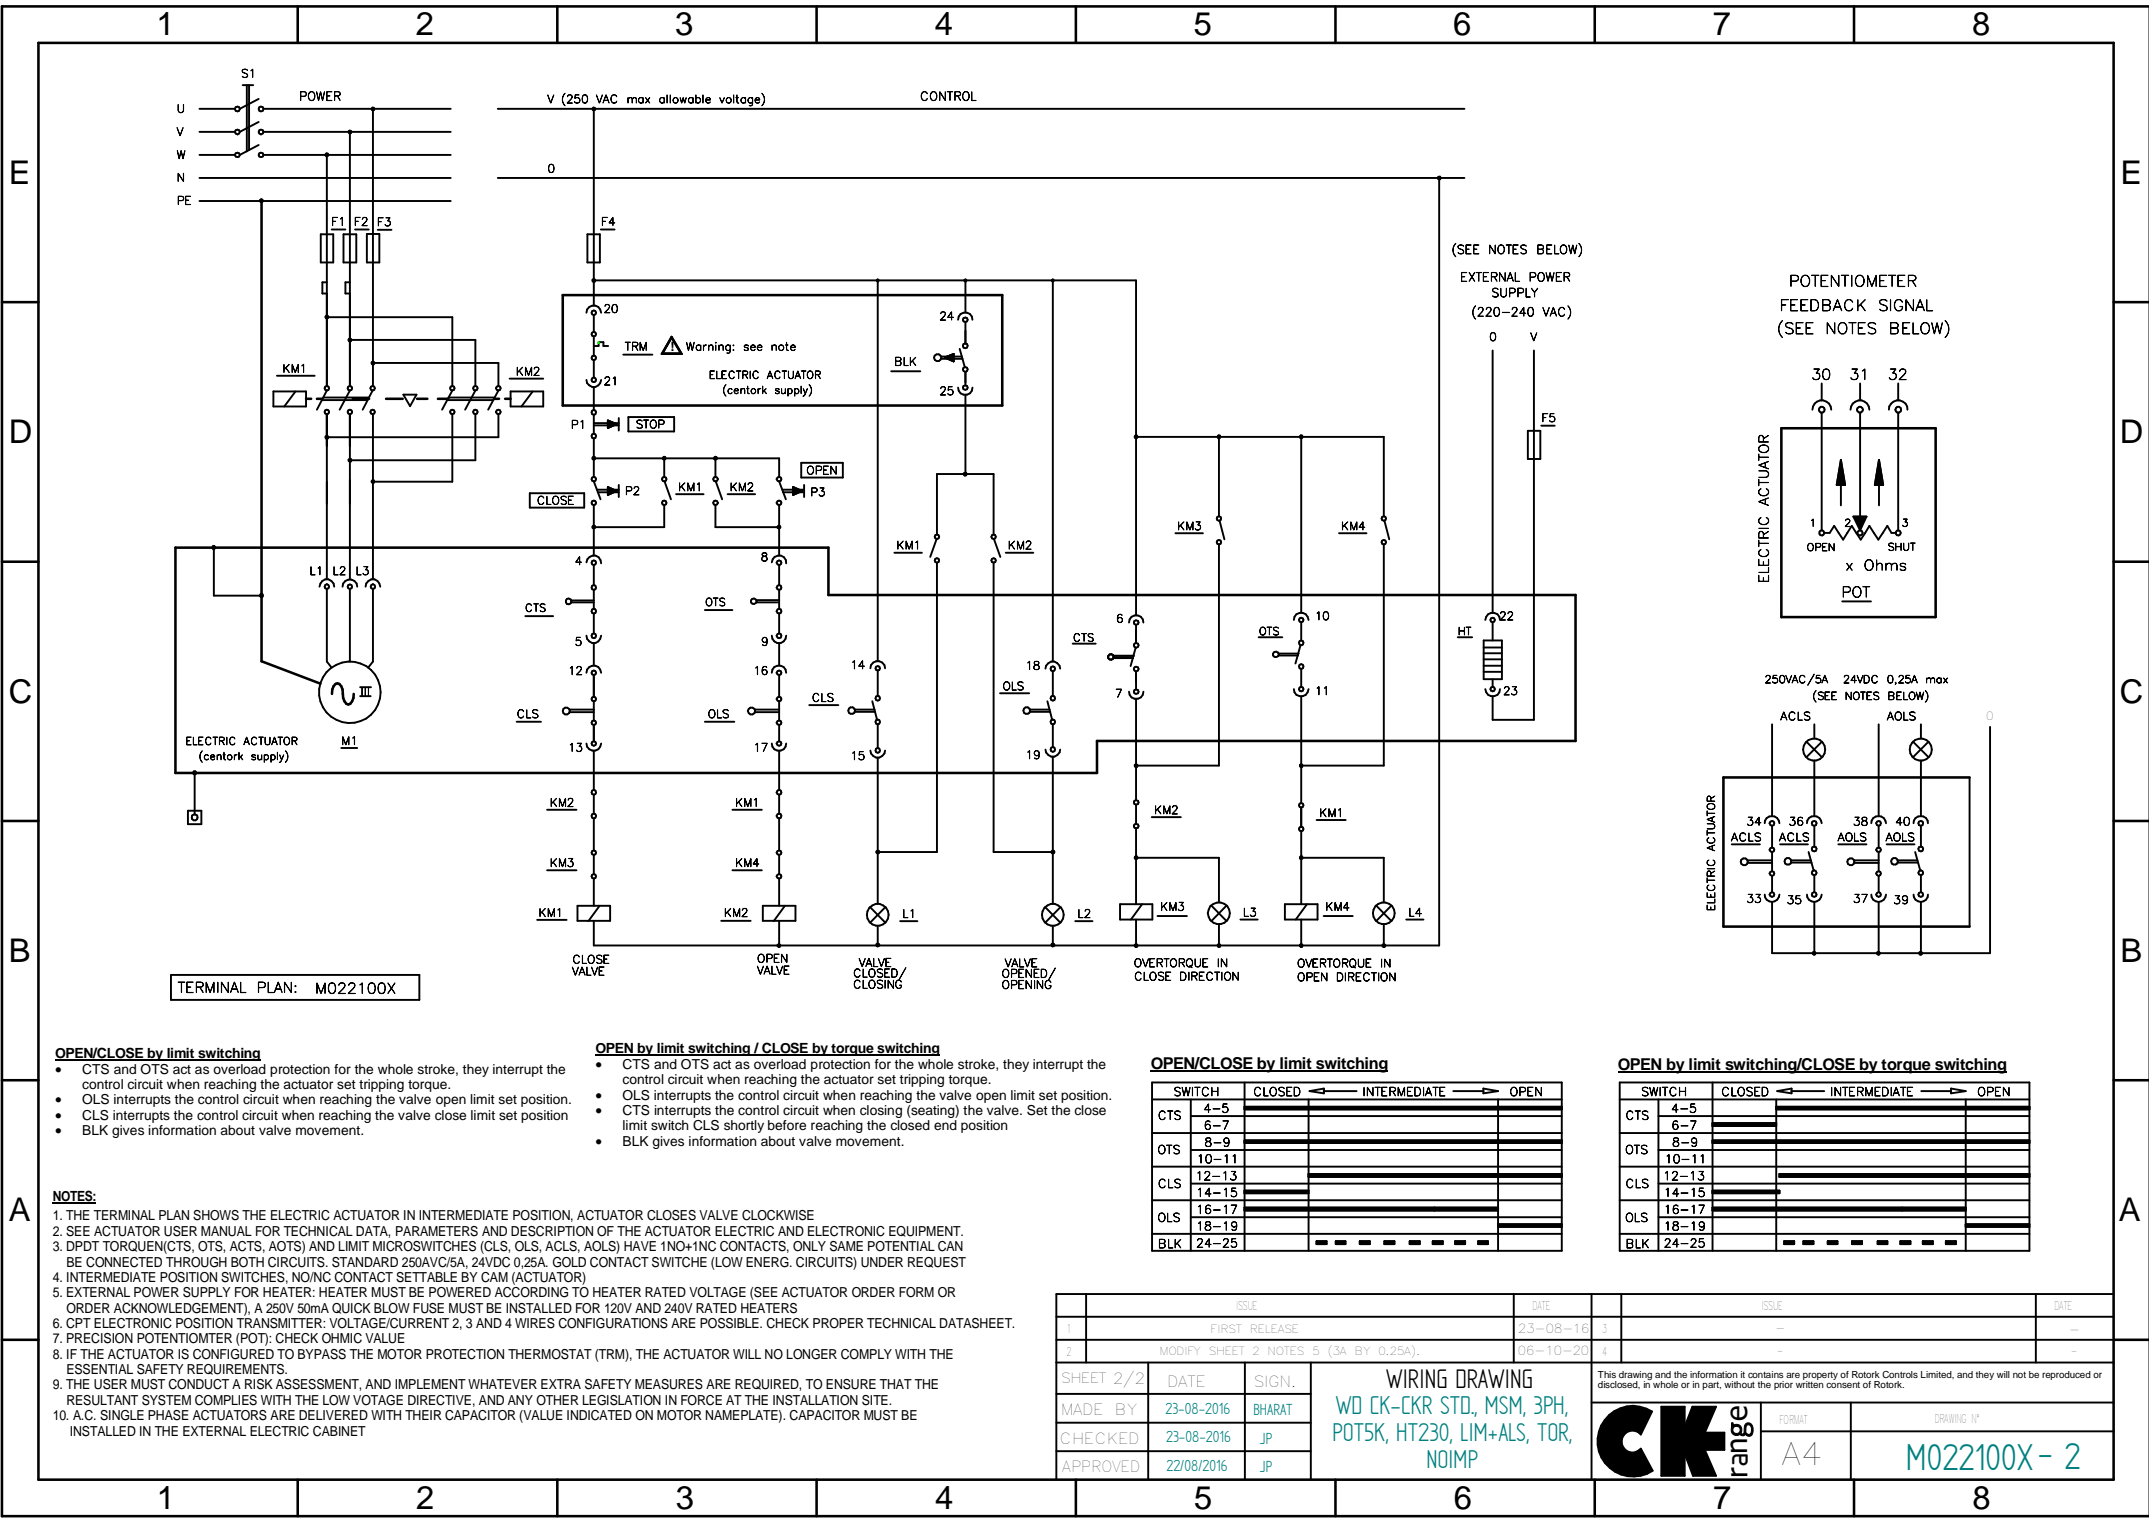 1 2 3 4 5 6 7 8
E
D
C
B
A
E
D
C
B
A
S1
POWER
U
V
W
N
PE
F1 F2 F3
KM1
KM2
L1 L2 L3
III
M1
ELECTRIC ACTUATOR
(centork supply)
V (250 VAC max allowable voltage)
CONTROL
0
F4
20
TRM
Warning: see note
21
ELECTRIC ACTUATOR
(centork supply)
24
BLK
25
P1
STOP
OPEN
CLOSE
P2
KM1
KM2
P3
4
CTS
5
12
CLS
13
KM2
KM3
KM1
CLOSE
VALVE
8
OTS
9
16
OLS
17
KM1
KM4
KM2
OPEN
VALVE
KM1
KM2
14
CLS
15
L1
VALVE
CLOSED/
CLOSING
18
OLS
19
L2
VALVE
OPENED/
OPENING
KM3
6
CTS
7
KM2
KM3
L3
OVERTORQUE IN
CLOSE DIRECTION
KM4
10
OTS
11
KM1
KM4
L4
OVERTORQUE IN
OPEN DIRECTION
(SEE NOTES BELOW)
EXTERNAL POWER
SUPPLY
(220-240 VAC)
0 V
F5
22
HT
23
POTENTIOMETER
FEEDBACK SIGNAL
(SEE NOTES BELOW)
30 31 32
ELECTRIC ACTUATOR
1 2 3
OPEN SHUT
x Ohms
POT
250VAC/5A 24VDC 0,25A max
(SEE NOTES BELOW)
ACLS AOLS 0
ELECTRIC ACTUATOR
34 36 38 40
ACLS ACLS AOLS AOLS
33 35 37 39
TERMINAL PLAN: M022100X
OPEN/CLOSE by limit switching
• CTS and OTS act as overload protection for the whole stroke, they interrupt the
control circuit when reaching the actuator set tripping torque.
• OLS interrupts the control circuit when reaching the valve open limit set position.
• CLS interrupts the control circuit when reaching the valve close limit set position
• BLK gives information about valve movement.
OPEN by limit switching / CLOSE by torque switching
• CTS and OTS act as overload protection for the whole stroke, they interrupt the
control circuit when reaching the actuator set tripping torque.
• OLS interrupts the control circuit when reaching the valve open limit set position.
• CTS interrupts the control circuit when closing (seating) the valve. Set the close
limit switch CLS shortly before reaching the closed end position
• BLK gives information about valve movement.
OPEN/CLOSE by limit switching
SWITCH CLOSED INTERMEDIATE OPEN
CTS 4-5
6-7
OTS 8-9
10-11
CLS 12-13
14-15
OLS 16-17
18-19
BLK 24-25
OPEN by limit switching/CLOSE by torque switching
SWITCH CLOSED INTERMEDIATE OPEN
CTS 4-5
6-7
OTS 8-9
10-11
CLS 12-13
14-15
OLS 16-17
18-19
BLK 24-25
NOTES:
1. THE TERMINAL PLAN SHOWS THE ELECTRIC ACTUATOR IN INTERMEDIATE POSITION, ACTUATOR CLOSES VALVE CLOCKWISE
2. SEE ACTUATOR USER MANUAL FOR TECHNICAL DATA, PARAMETERS AND DESCRIPTION OF THE ACTUATOR ELECTRIC AND ELECTRONIC EQUIPMENT.
3. DPDT TORQUEN(CTS, OTS, ACTS, AOTS) AND LIMIT MICROSWITCHES (CLS, OLS, ACLS, AOLS) HAVE 1NO+1NC CONTACTS, ONLY SAME POTENTIAL CAN
BE CONNECTED THROUGH BOTH CIRCUITS. STANDARD 250AVC/5A, 24VDC 0,25A. GOLD CONTACT SWITCHE (LOW ENERG. CIRCUITS) UNDER REQUEST
4. INTERMEDIATE POSITION SWITCHES, NO/NC CONTACT SETTABLE BY CAM (ACTUATOR)
5. EXTERNAL POWER SUPPLY FOR HEATER: HEATER MUST BE POWERED ACCORDING TO HEATER RATED VOLTAGE (SEE ACTUATOR ORDER FORM OR
ORDER ACKNOWLEDGEMENT), A 250V 50mA QUICK BLOW FUSE MUST BE INSTALLED FOR 120V AND 240V RATED HEATERS
6. CPT ELECTRONIC POSITION TRANSMITTER: VOLTAGE/CURRENT 2, 3 AND 4 WIRES CONFIGURATIONS ARE POSSIBLE. CHECK PROPER TECHNICAL DATASHEET.
7. PRECISION POTENTIOMTER (POT): CHECK OHMIC VALUE
8. IF THE ACTUATOR IS CONFIGURED TO BYPASS THE MOTOR PROTECTION THERMOSTAT (TRM), THE ACTUATOR WILL NO LONGER COMPLY WITH THE
ESSENTIAL SAFETY REQUIREMENTS.
9. THE USER MUST CONDUCT A RISK ASSESSMENT, AND IMPLEMENT WHATEVER EXTRA SAFETY MEASURES ARE REQUIRED, TO ENSURE THAT THE
RESULTANT SYSTEM COMPLIES WITH THE LOW VOTAGE DIRECTIVE, AND ANY OTHER LEGISLATION IN FORCE AT THE INSTALLATION SITE.
10. A.C. SINGLE PHASE ACTUATORS ARE DELIVERED WITH THEIR CAPACITOR (VALUE INDICATED ON MOTOR NAMEPLATE). CAPACITOR MUST BE
INSTALLED IN THE EXTERNAL ELECTRIC CABINET
ISSUE DATE ISSUE DATE
1 FIRST RELEASE 23-08-16 3 - -
2 MODIFY SHEET 2 NOTES 5 (3A BY 0.25A). 06-10-20 4 - -
SHEET 2/2 DATE SIGN.
MADE BY 23-08-2016 BHARAT
CHECKED 23-08-2016 JP
APPROVED 22/08/2016 JP
WIRING DRAWING
WD CK-CKR STD., MSM, 3PH,
POT5K, HT230, LIM+ALS, TOR,
NOIMP
This drawing and the information it contains are property of Rotork Controls Limited, and they will not be reproduced or
disclosed, in whole or in part, without the prior written consent of Rotork.
CK range
FORMAT
A4
DRAWING Nº
M022100X - 2
1 2 3 4 5 6 7 8